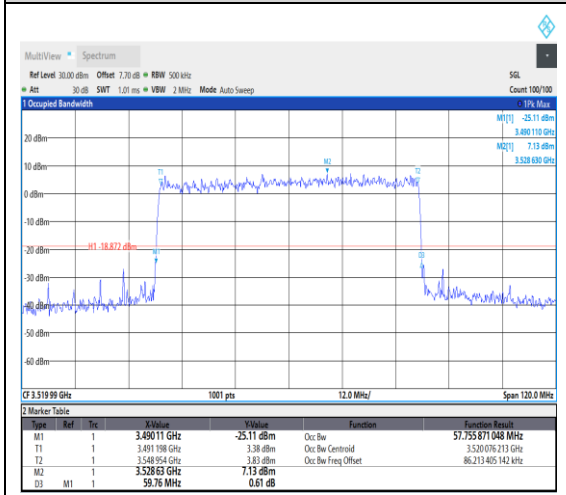 MultiView Spectrum
Ref Level 30.00 dBm Offset 7.70 dB RBW 500 kHz SGL
Att 30 dB SWT 1.01 ms VBW 2 MHz Mode Auto Sweep Count 100/100
1 Occupied Bandwidth 1Pk Max
M1[1] -25.11 dBm
3.490 110 GHz
M2[1] 7.13 dBm
3.528 630 GHz
20 dBm
10 dBm
0 dBm
-10 dBm
-20 dBm
-30 dBm
-40 dBm
-50 dBm
-60 dBm
T1
M2
T2
H1 -18.872 dBm
M1
D3
CF 3.519 99 GHz 1001 pts 12.0 MHz/ Span 120.0 MHz
2 Marker Table
Type Ref Trc X-Value Y-Value Function Function Result
M1 1 3.490 11 GHz -25.11 dBm Occ Bw 57.755 871 048 MHz
T1 1 3.491 198 GHz 3.38 dBm Occ Bw Centroid 3.520 076 213 GHz
T2 1 3.548 954 GHz 3.83 dBm Occ Bw Freq Offset 86.213 405 142 kHz
M2 1 3.528 63 GHz 7.13 dBm
D3 M1 1 59.76 MHz 0.61 dB